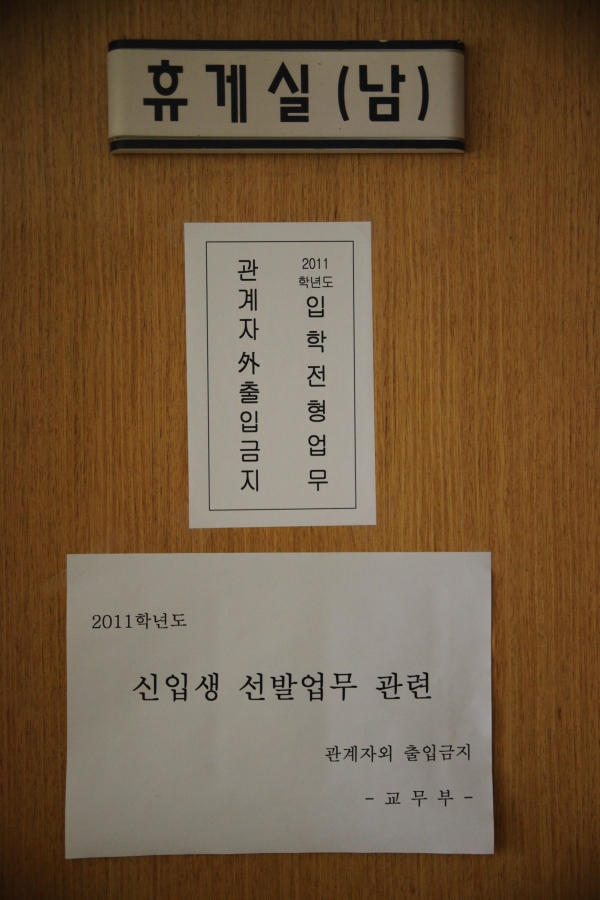 휴게실(남)
2011
학년도
입학전형업무
관계자外출입금지
2011학년도
신입생 선발업무 관련
관계자외 출입금지
- 교 무 부 -